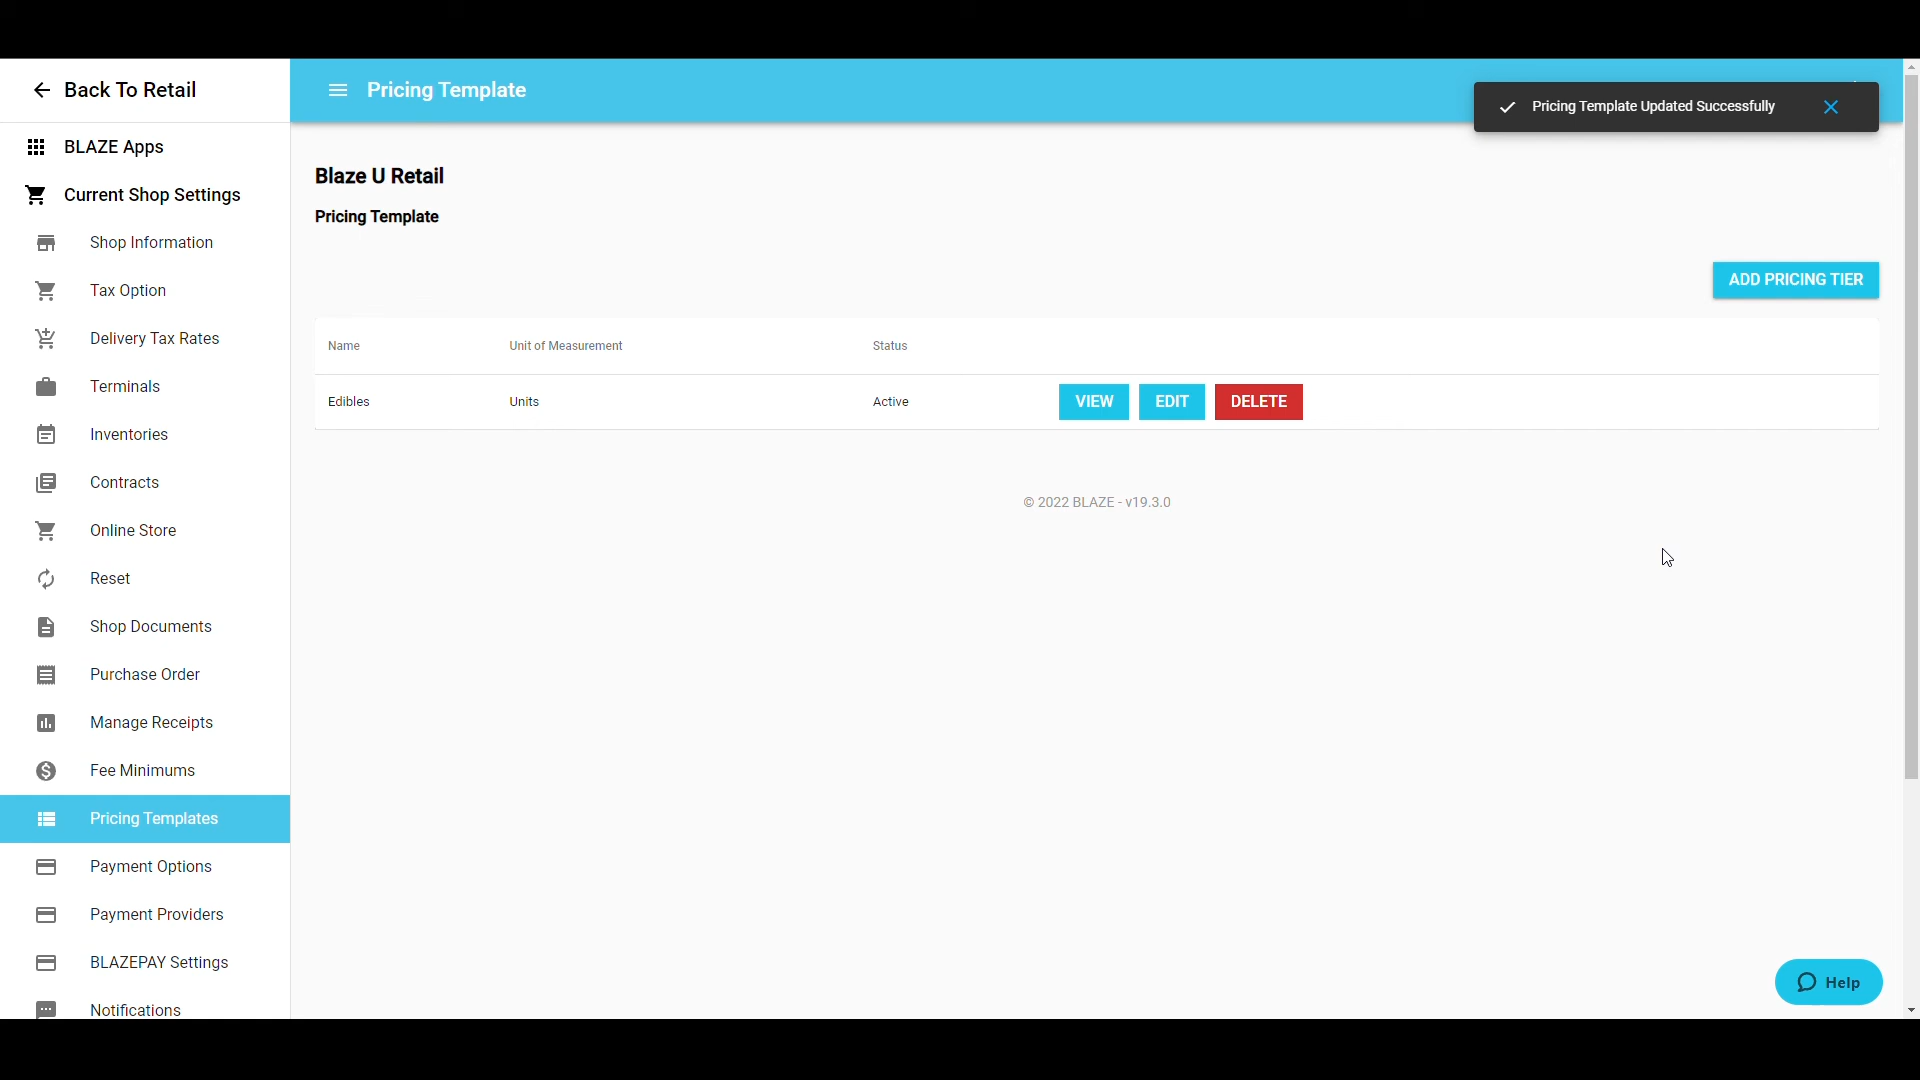 Back To Retail
BLAZE Apps
Current Shop Settings
Shop Information
Tax Option
Delivery Tax Rates
Terminals
Inventories
Contracts
Online Store
Reset
Shop Documents
Purchase Order
Manage Receipts
Fee Minimums
Pricing Templates
Payment Options
Payment Providers
BLAZEPAY Settings
Notifications
Pricing Template
Pricing Template Updated Successfully
Blaze U Retail
Pricing Template
ADD PRICING TIER
Name Unit of Measurement Status
Edibles Units Active VIEW EDIT DELETE
© 2022 BLAZE - v19.3.0
Help